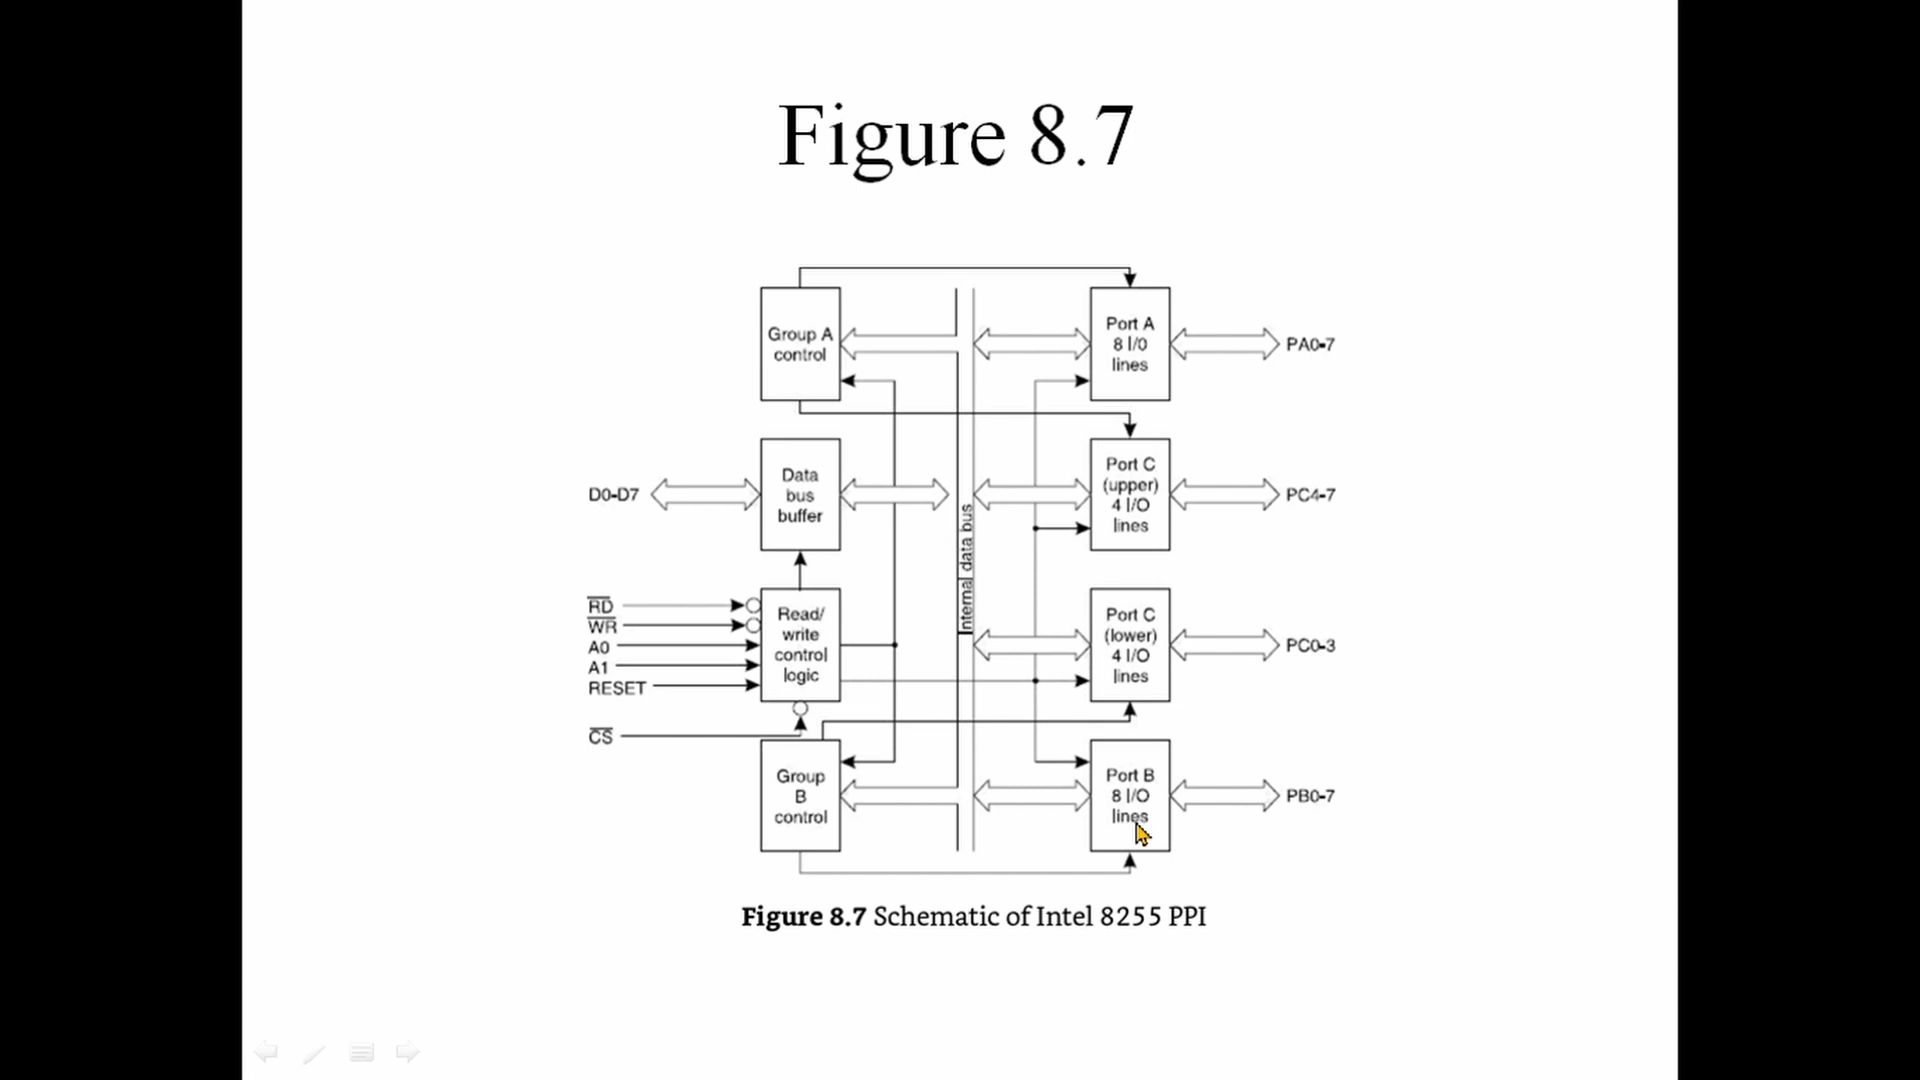 Figure 8.7
Group A
control
Port A
8 I/0
lines
PA0-7
D0-D7
Data
bus
buffer
Internal data bus
Port C
(upper)
4 I/O
lines
PC4-7
RD
WR
A0
A1
RESET
CS
Read/
write
control
logic
Port C
(lower)
4 I/O
lines
PC0-3
Group
B
control
Port B
8 I/O
lines
PB0-7
Figure 8.7 Schematic of Intel 8255 PPI